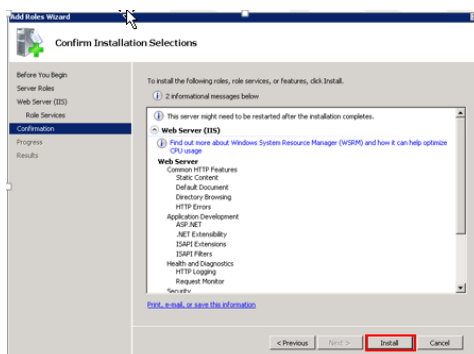 Add Roles Wizard
Confirm Installation Selections
Before You Begin
Server Roles
Web Server (IIS)
Role Services
Confirmation
Progress
Results
To install the following roles, role services, or features, click Install.
2 informational messages below
This server might need to be restarted after the installation completes.
Web Server (IIS)
Find out more about Windows System Resource Manager (WSRM) and how it can help optimize
CPU usage
Web Server
Common HTTP Features
Static Content
Default Document
Directory Browsing
HTTP Errors
Application Development
ASP.NET
.NET Extensibility
ISAPI Extensions
ISAPI Filters
Health and Diagnostics
HTTP Logging
Request Monitor
Security
Print, e-mail, or save this information
< Previous
Next >
Install
Cancel